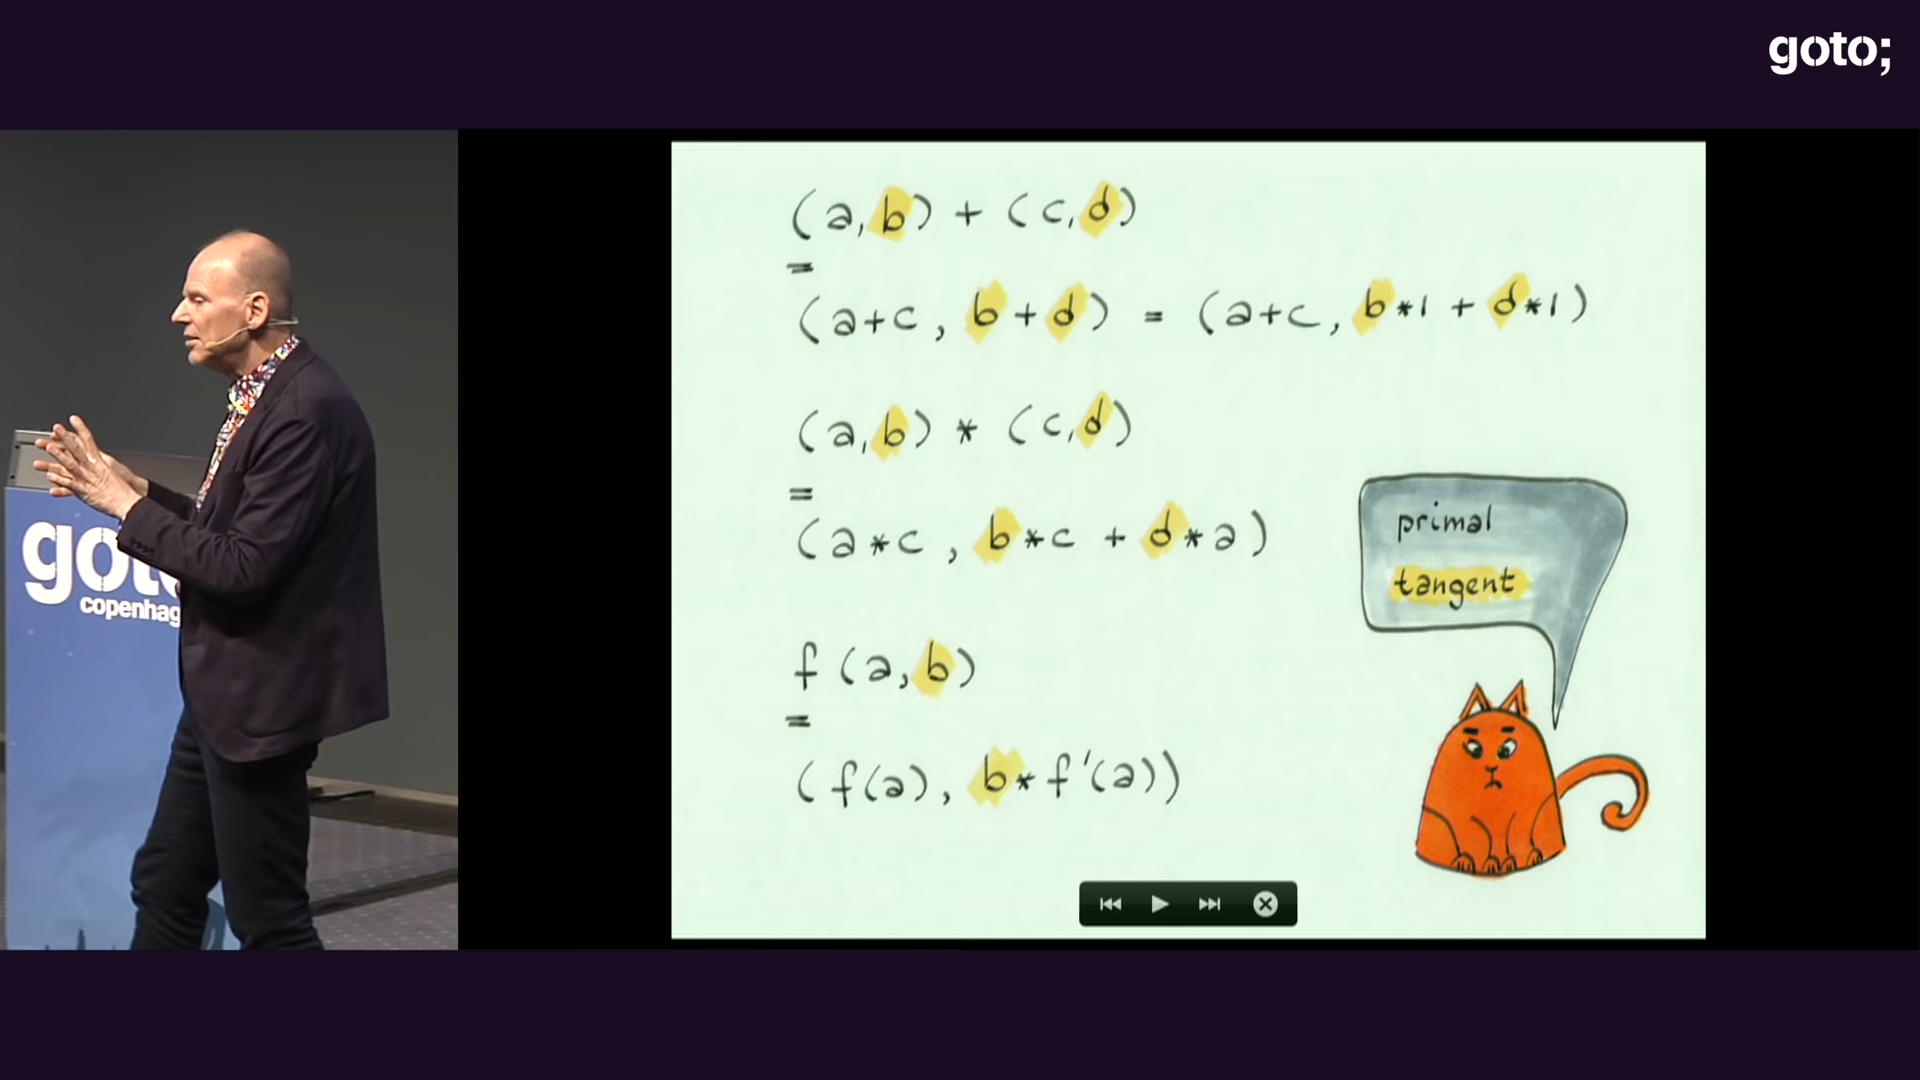 goto;
(a,b) + (c,d)
=
(a+c, b+d) = (a+c, b*1 + d*1)
(a,b) * (c,d)
=
(a*c, b*c + d*a)
f(a,b)
=
(f(a), b*f'(a))
primal
tangent
goto
copenhag